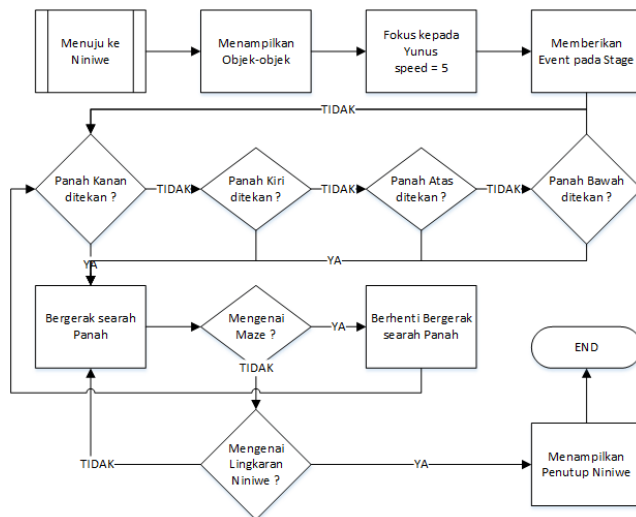 Menuju ke
Niniwe
Menampilkan
Objek-objek
Fokus kepada
Yunus
speed = 5
Memberikan
Event pada Stage
TIDAK
Panah Kanan
ditekan ?
TIDAK
Panah Kiri
ditekan ?
TIDAK
Panah Atas
ditekan ?
TIDAK
Panah Bawah
ditekan ?
YA
YA
Bergerak searah
Panah
Mengenai
Maze ?
YA
Berhenti Bergerak
searah Panah
END
TIDAK
TIDAK
Mengenai
Lingkaran
Niniwe ?
YA
Menampilkan
Penutup Niniwe